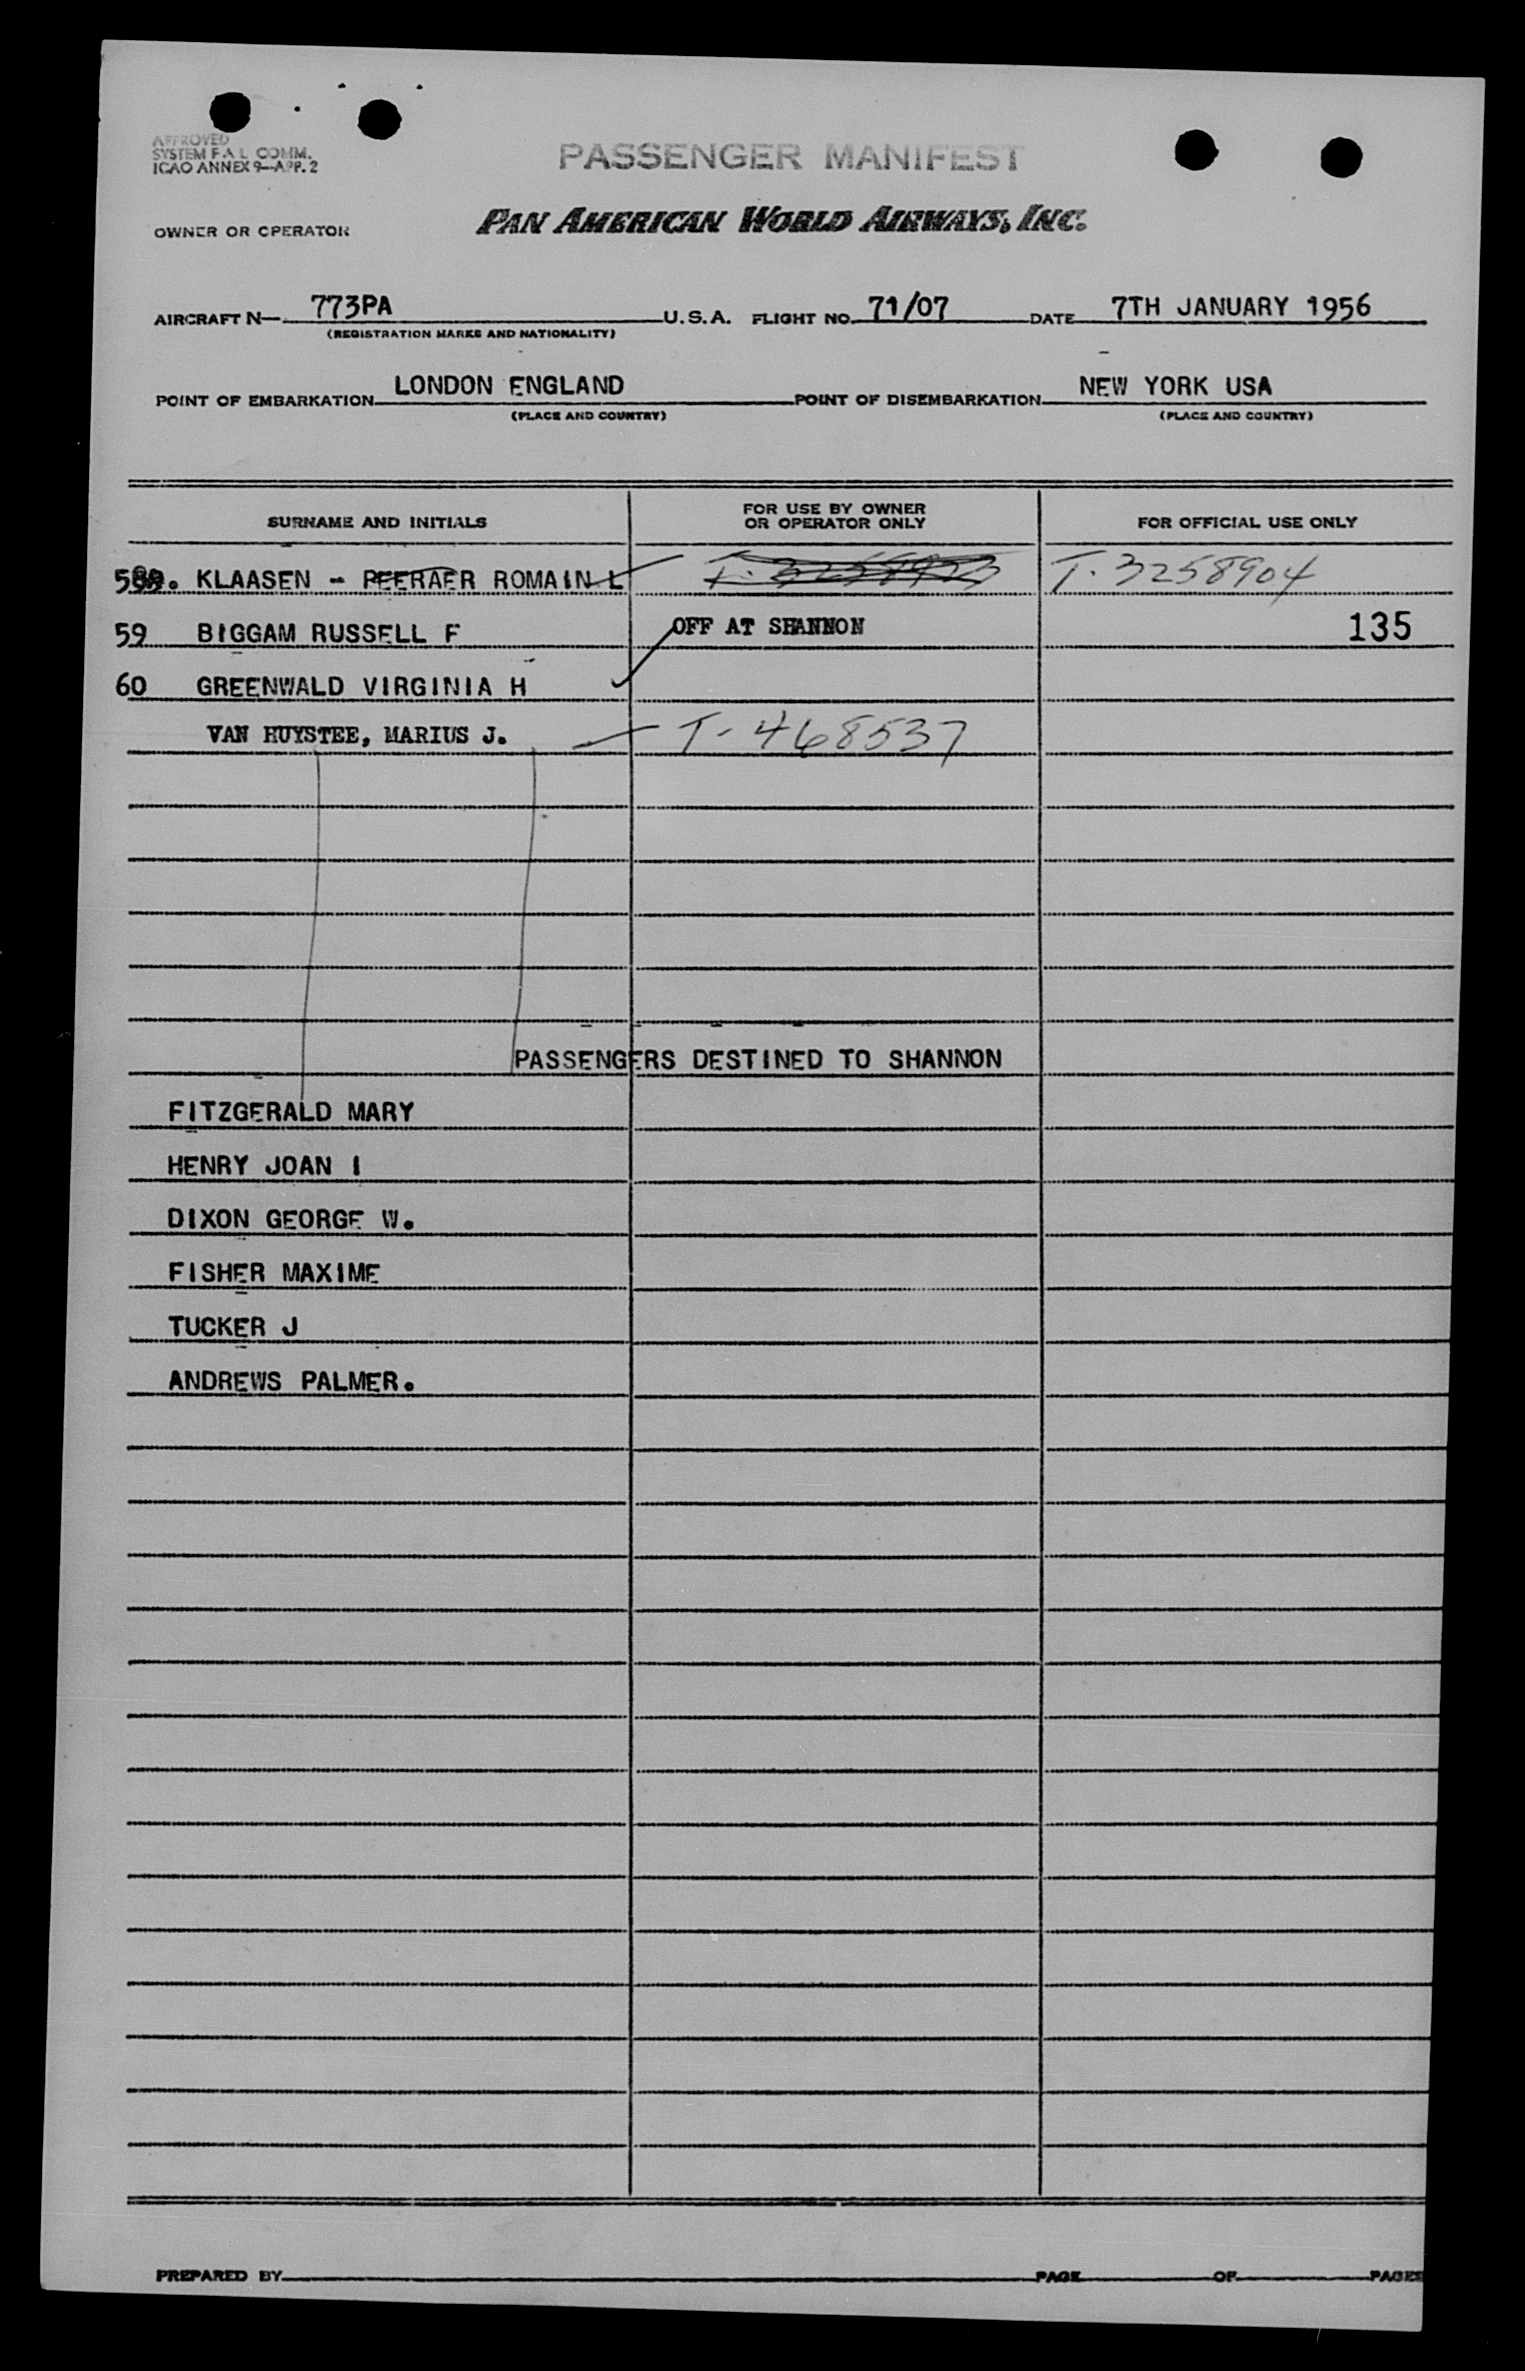 APPROVED
SYSTEM F.A.L. COMM.
ICAO ANNEX 9-APP. 2
PASSENGER MANIFEST
OWNER OR OPERATOR PAN AMERICAN WORLD AIRWAYS, INC.
AIRCRAFT N- 773PA U.S.A. FLIGHT NO. 71/07 DATE 7TH JANUARY 1956
(REGISTRATION MARKS AND NATIONALITY)
POINT OF EMBARKATION LONDON ENGLAND POINT OF DISEMBARKATION NEW YORK USA
(PLACE AND COUNTRY) (PLACE AND COUNTRY)
SURNAME AND INITIALS FOR USE BY OWNER OR OPERATOR ONLY FOR OFFICIAL USE ONLY
KLAASEN - PEERAER ROMAIN L T-3258904
59 BIGGAM RUSSELL F OFF AT SHANNON 135
60 GREENWALD VIRGINIA H
VAN HUYSTEE, MARIUS J. T-468537
PASSENGERS DESTINED TO SHANNON
FITZGERALD MARY
HENRY JOAN I
DIXON GEORGE W.
FISHER MAXIME
TUCKER J
ANDREWS PALMER.
PREPARED BY PAGE OF PAGES